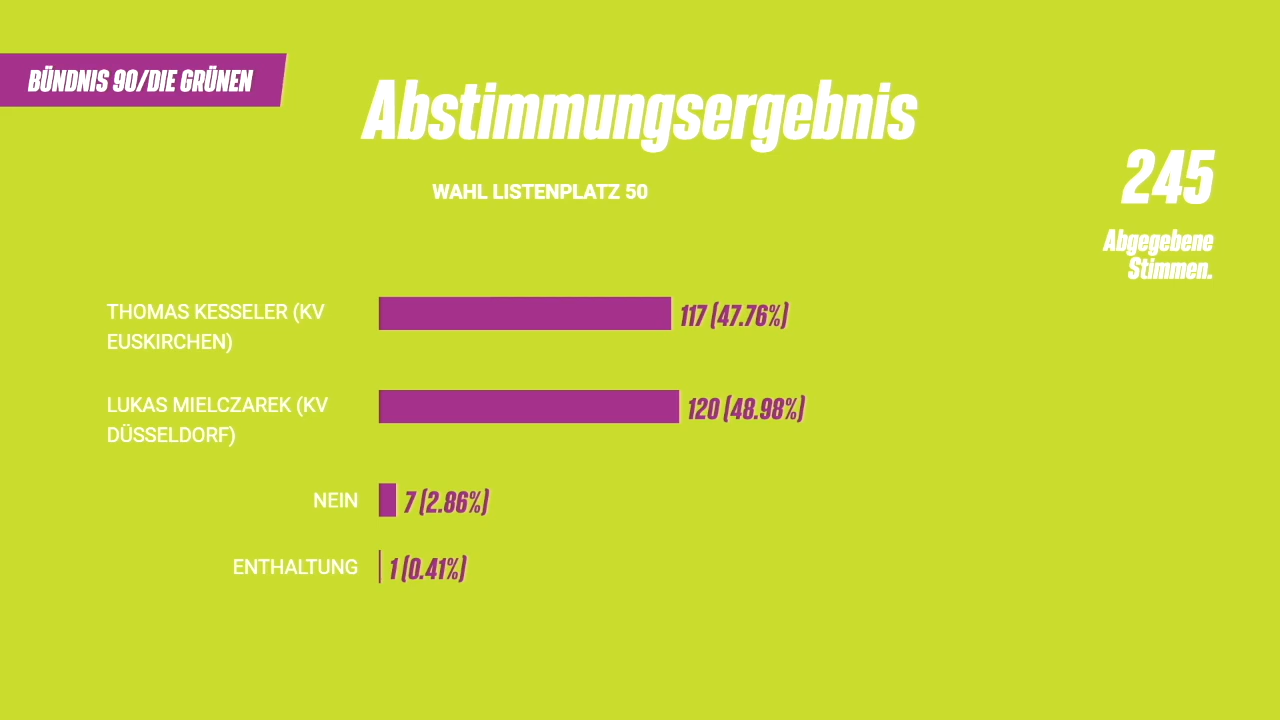 BÜNDNIS 90/DIE GRÜNEN
Abstimmungsergebnis
WAHL LISTENPLATZ 50
245
Abgegebene
Stimmen.
THOMAS KESSELER (KV
EUSKIRCHEN)
117 (47.76%)
LUKAS MIELCZAREK (KV
DÜSSELDORF)
120 (48.98%)
NEIN
7 (2.86%)
ENTHALTUNG
1 (0.41%)